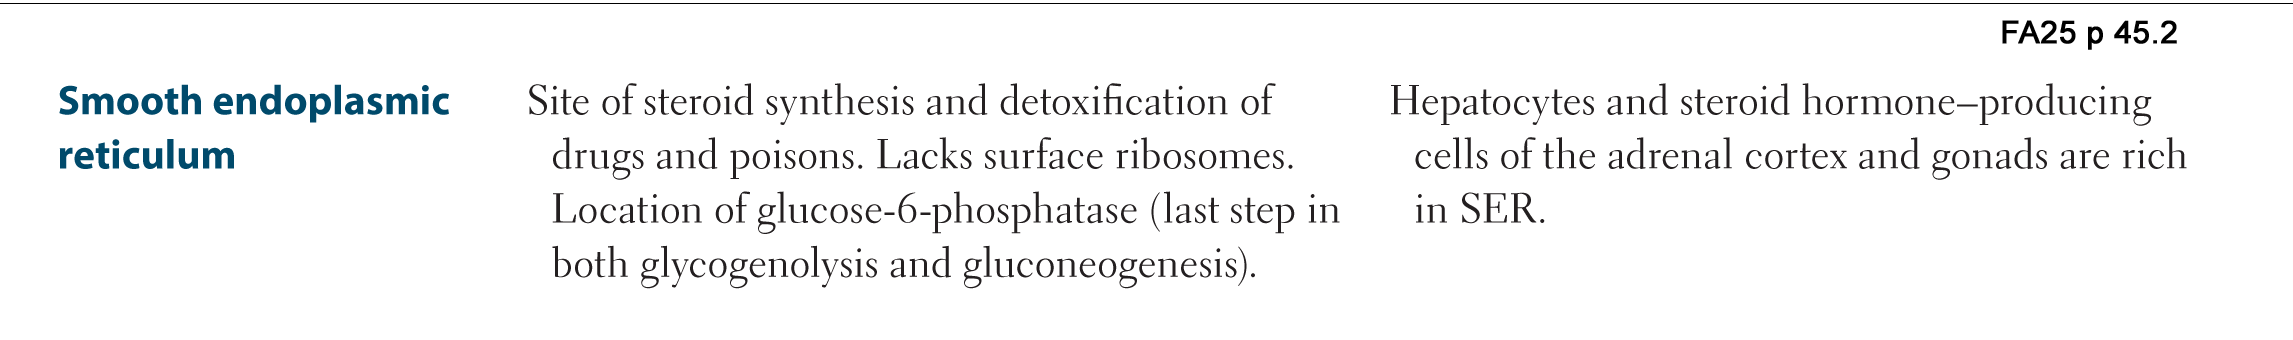 FA25 p 45.2
Smooth endoplasmic
reticulum
Site of steroid synthesis and detoxification of
drugs and poisons. Lacks surface ribosomes.
Location of glucose-6-phosphatase (last step in
both glycogenolysis and gluconeogenesis).
Hepatocytes and steroid hormone–producing
cells of the adrenal cortex and gonads are rich
in SER.